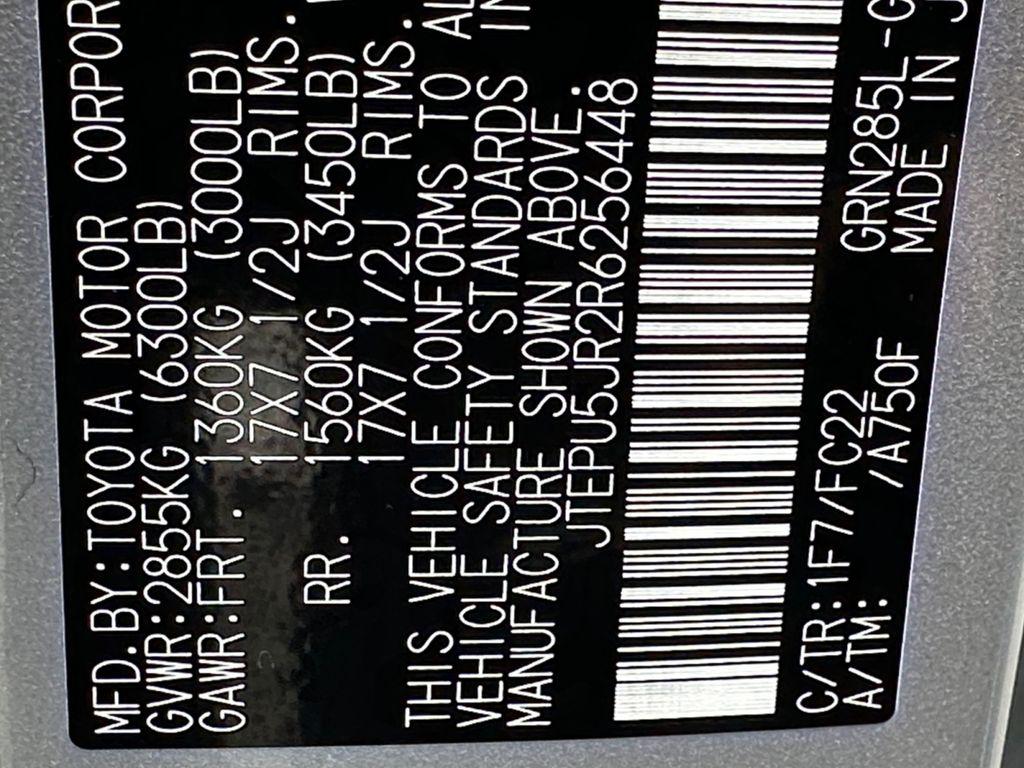 MFD.BY:TOYOTA MOTOR CORPOR
GVWR:2855KG (6300LB)
GAWR:FRT. 1360KG (3000LB)
17X7 1/2J RIMS.
RR. 1560KG (3450LB)
17X7 1/2J RIMS.
THIS VEHICLE CONFORMS TO AL
VEHICLE SAFETY STANDARDS IN
MANUFACTURE SHOWN ABOVE.
JTEPU5JR2R6256448
C/TR:1F7/FC22 GRN285L-G
A/TM: /A750F MADE IN J